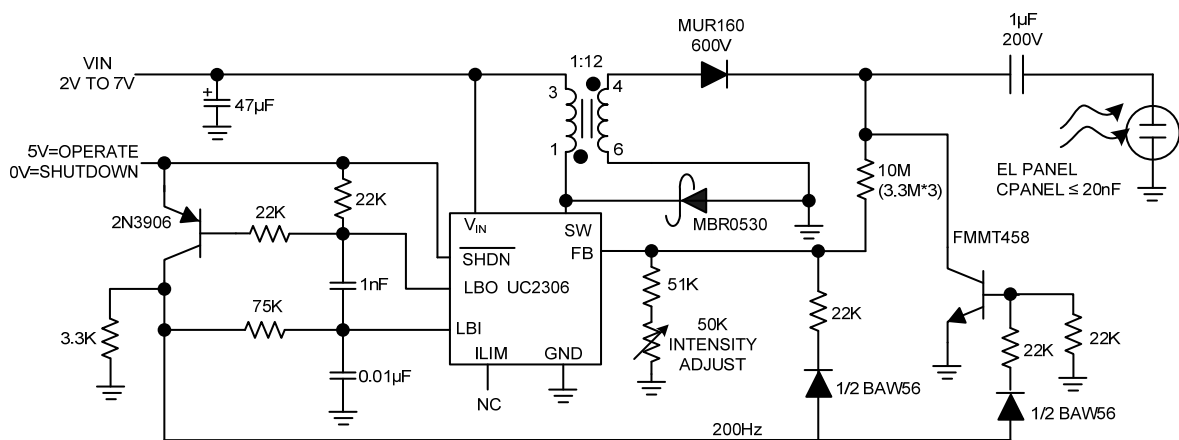 MUR160
600V
1µF
200V
VIN
2V TO 7V
1:12
3
4
+
47µF
1
6
5V=OPERATE
0V=SHUTDOWN
10M
(3.3M*3)
EL PANEL
CPANEL ≤ 20nF
22K
2N3906
22K
MBR0530
VIN
SW
FMMT458
SHDN
FB
LBO UC2306
1nF
51K
75K
LBI
22K
3.3K
50K
INTENSITY
ADJUST
22K
22K
ILIM
GND
0.01µF
1/2 BAW56
NC
1/2 BAW56
200Hz